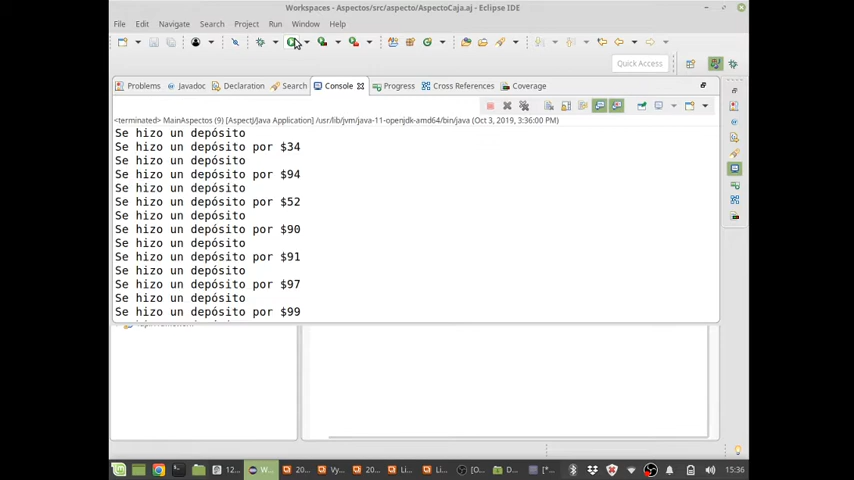 Workspaces - Aspectos/src/aspecto/AspectoCaja.aj - Eclipse IDE
File Edit Navigate Search Project Run Window Help
Quick Access
Problems Javadoc Declaration Search Console Progress Cross References Coverage
<terminated> MainAspectos (9) [AspectJ/Java Application] /usr/lib/jvm/java-11-openjdk-amd64/bin/java (Oct 3, 2019, 3:36:00 PM)
Se hizo un depósito
Se hizo un depósito por $34
Se hizo un depósito
Se hizo un depósito por $94
Se hizo un depósito
Se hizo un depósito por $52
Se hizo un depósito
Se hizo un depósito por $90
Se hizo un depósito
Se hizo un depósito por $91
Se hizo un depósito
Se hizo un depósito por $97
Se hizo un depósito
Se hizo un depósito por $99
12... W... 20... Vy... 20... Li... Li... [O... D... [*... 15:36